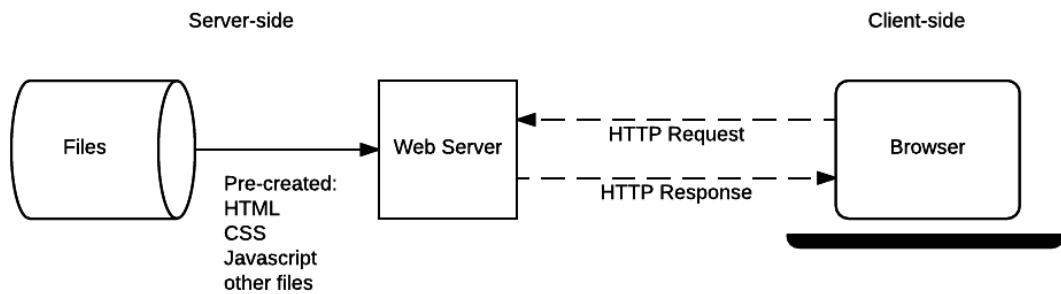 Server-side
Client-side
Files
Web Server
HTTP Request
Browser
HTTP Response
Pre-created:
HTML
CSS
Javascript
other files